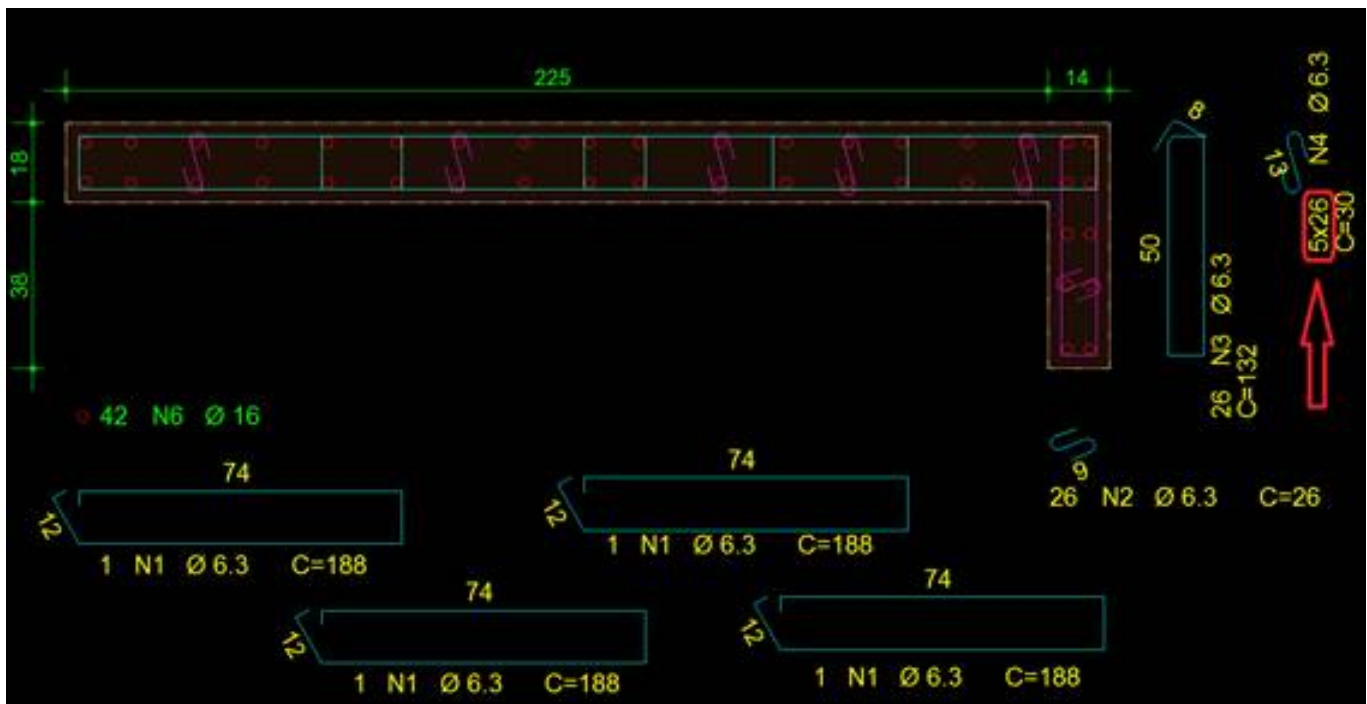 225
14
18
38
8
50
26 N3 Ø 6.3
C=132
13
5x26 N4 Ø 6.3
C=30
42 N6 Ø 16
9
26 N2 Ø 6.3 C=26
74
12
1 N1 Ø 6.3 C=188
74
12
1 N1 Ø 6.3 C=188
74
12
1 N1 Ø 6.3 C=188
74
12
1 N1 Ø 6.3 C=188